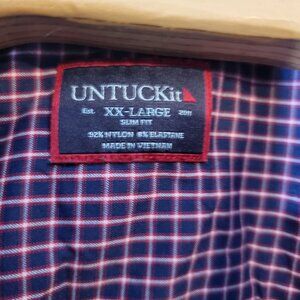 UNTUCKit
Est. XX-LARGE 2011
SLIM FIT
92% NYLON 8% ELASTANE
MADE IN VIETNAM